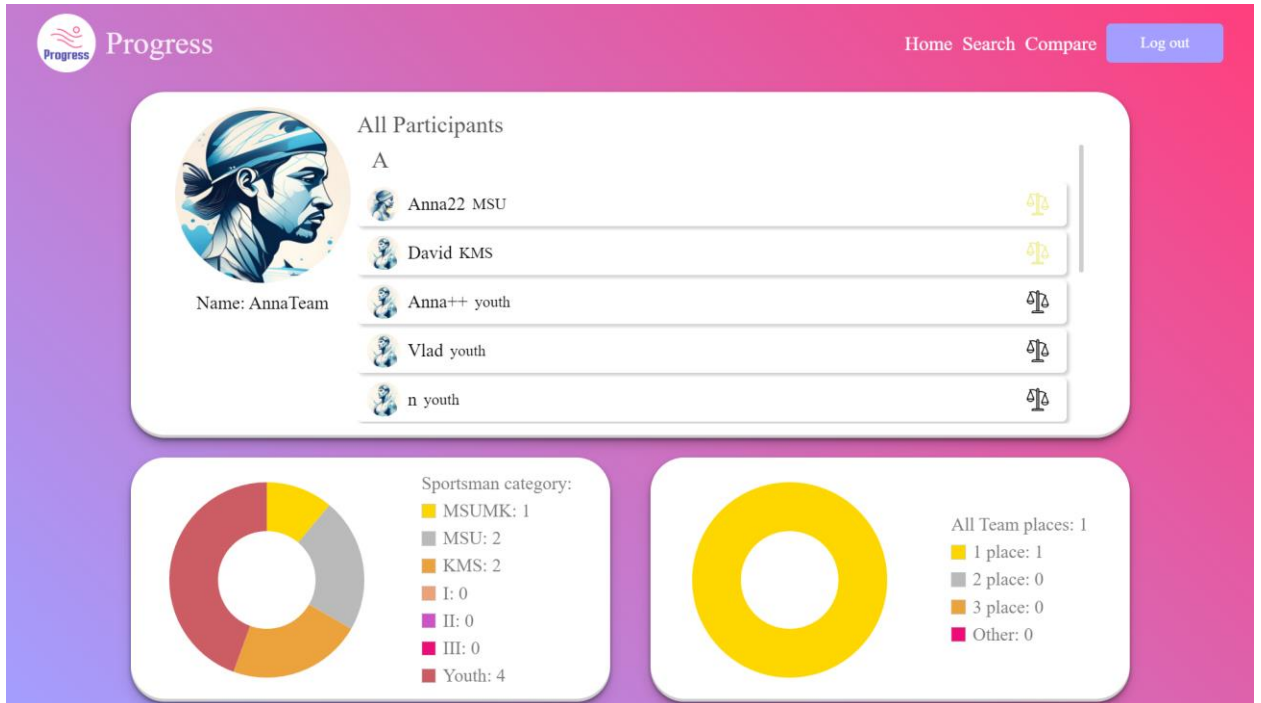 Progress
Progress
Home Search Compare
Log out
All Participants
A
Anna22 MSU
David KMS
Anna++ youth
Vlad youth
n youth
Name: AnnaTeam
Sportsman category:
MSUMK: 1
MSU: 2
KMS: 2
I: 0
II: 0
III: 0
Youth: 4
All Team places: 1
1 place: 1
2 place: 0
3 place: 0
Other: 0